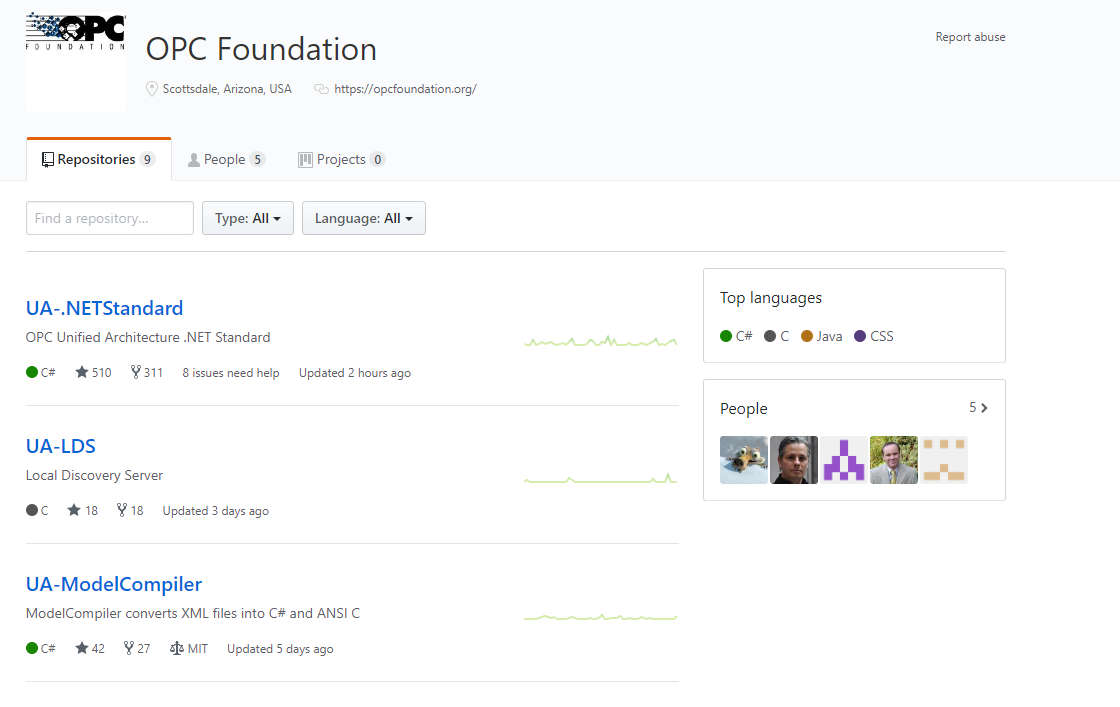 OPC
FOUNDATION
OPC Foundation
Report abuse
Scottsdale, Arizona, USA https://opcfoundation.org/
Repositories 9 People 5 Projects 0
Find a repository... Type: All Language: All
UA-.NETStandard
OPC Unified Architecture .NET Standard
C# 510 311 8 issues need help Updated 2 hours ago
UA-LDS
Local Discovery Server
C 18 18 Updated 3 days ago
UA-ModelCompiler
ModelCompiler converts XML files into C# and ANSI C
C# 42 27 MIT Updated 5 days ago
Top languages
C# C Java CSS
People 5